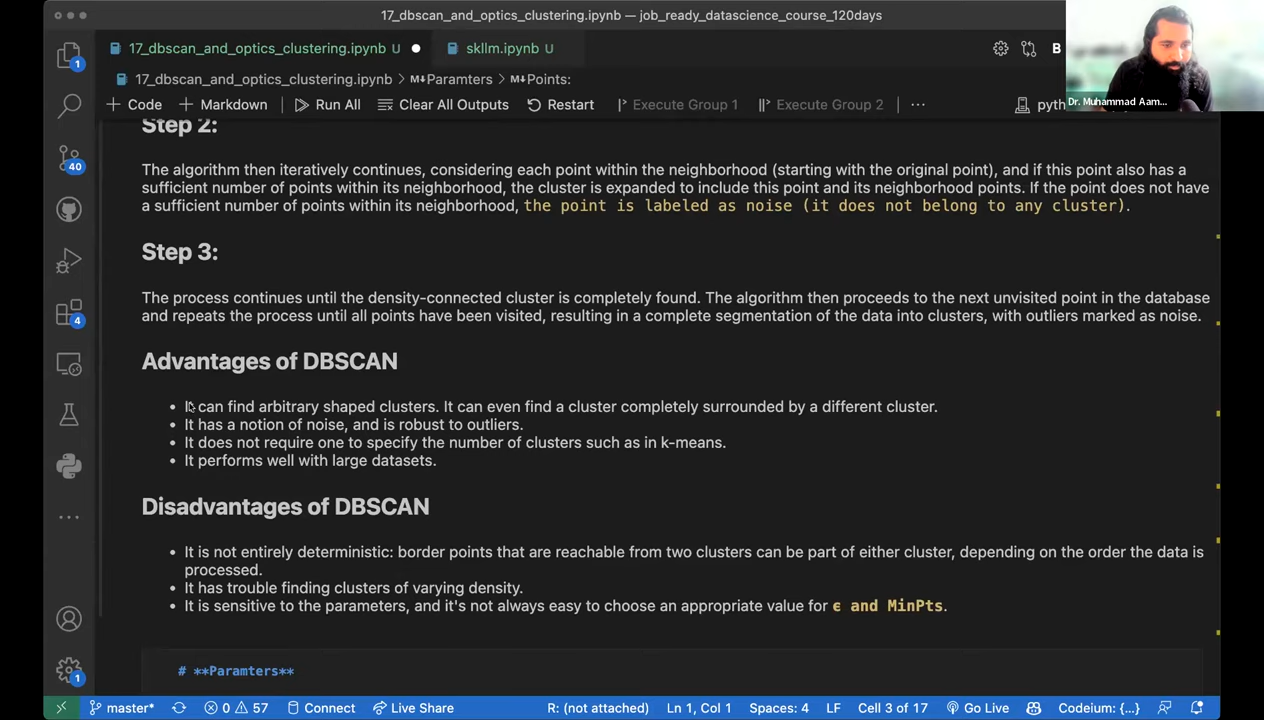 17_dbscan_and_optics_clustering.ipynb — job_ready_datascience_course_120days
17_dbscan_and_optics_clustering.ipynb U
skllm.ipynb U
B
Dr. Muhammad Aam...
17_dbscan_and_optics_clustering.ipynb > M↓Paramters > M↓Points:
+ Code + Markdown Run All Clear All Outputs Restart Execute Group 1 Execute Group 2 ... pyth
Step 2:
The algorithm then iteratively continues, considering each point within the neighborhood (starting with the original point), and if this point also has a
sufficient number of points within its neighborhood, the cluster is expanded to include this point and its neighborhood points. If the point does not have
a sufficient number of points within its neighborhood, the point is labeled as noise (it does not belong to any cluster).
Step 3:
The process continues until the density-connected cluster is completely found. The algorithm then proceeds to the next unvisited point in the database
and repeats the process until all points have been visited, resulting in a complete segmentation of the data into clusters, with outliers marked as noise.
Advantages of DBSCAN
• It can find arbitrary shaped clusters. It can even find a cluster completely surrounded by a different cluster.
• It has a notion of noise, and is robust to outliers.
• It does not require one to specify the number of clusters such as in k-means.
• It performs well with large datasets.
Disadvantages of DBSCAN
• It is not entirely deterministic: border points that are reachable from two clusters can be part of either cluster, depending on the order the data is
processed.
• It has trouble finding clusters of varying density.
• It is sensitive to the parameters, and it's not always easy to choose an appropriate value for ϵ and MinPts.
# **Paramters**
1
40
4
1
master* 0 57 Connect Live Share R: (not attached) Ln 1, Col 1 Spaces: 4 LF Cell 3 of 17 Go Live Codeium: {...}